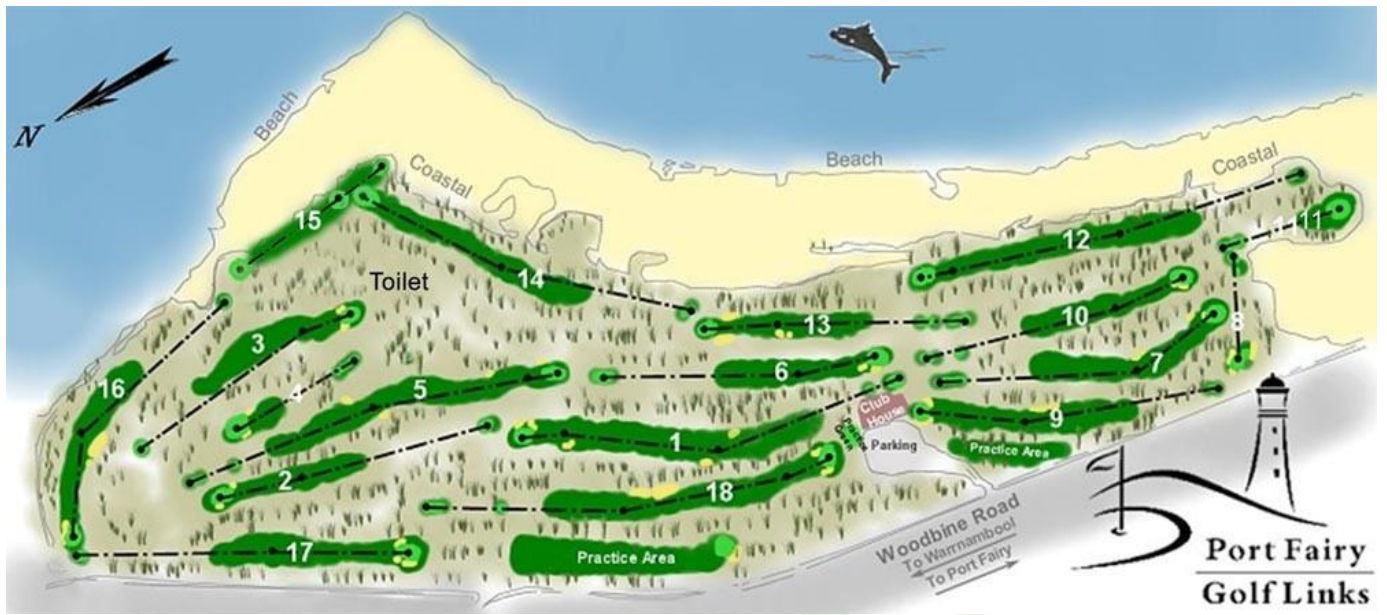 N
Beach
Coastal
Beach
Coastal
15
14
Toilet
12
11
13
10
3
6
7
8
16
4
5
Club
House
9
1
Practice
Green
Parking
Practice Area
2
18
17
Practice Area
Woodbine Road
To Warrnambool
To Port Fairy
Port Fairy
Golf Links